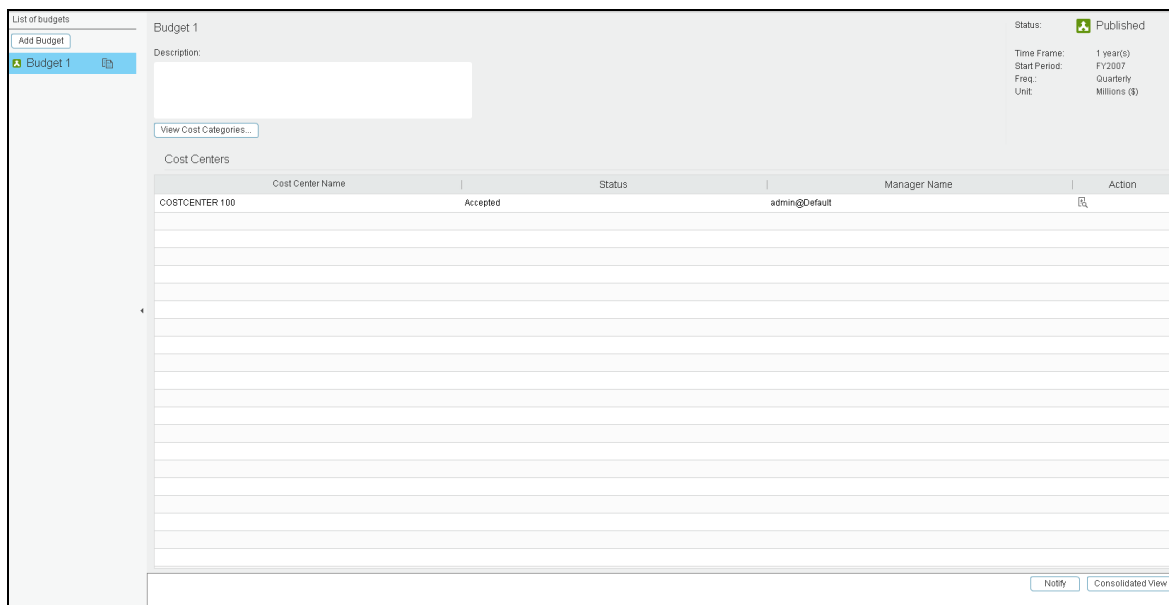 List of budgets
Add Budget
Budget 1
Budget 1
Description:
View Cost Categories...
Status: Published
Time Frame: 1 year(s)
Start Period: FY2007
Freq.: Quarterly
Unit: Millions ($)
Cost Centers
Cost Center Name Status Manager Name Action
COSTCENTER 100 Accepted admin@Default
Notify Consolidated View